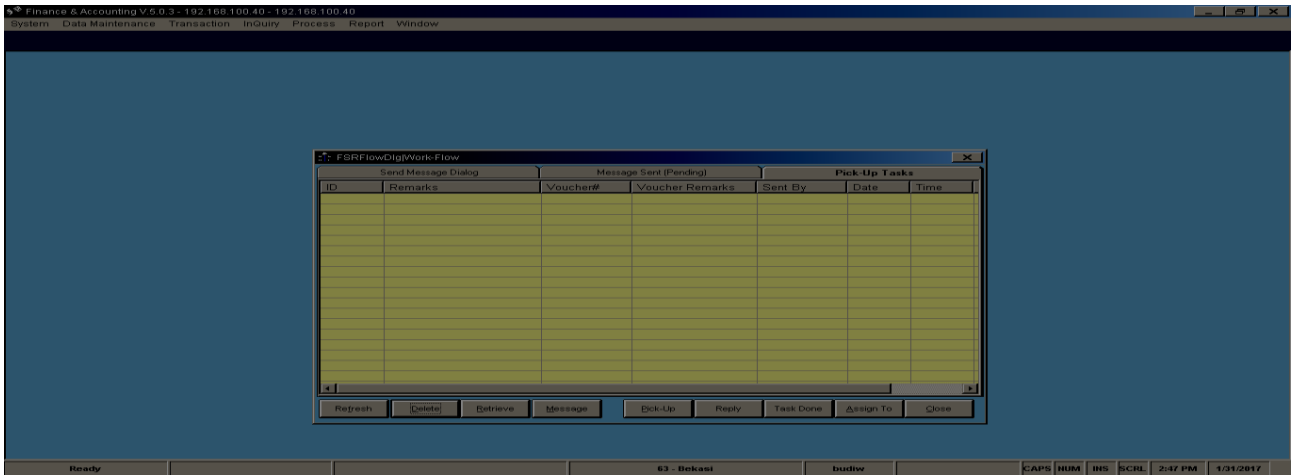 Finance & Accounting V.5.0.3 - 192.168.100.40 - 192.168.100.40
System Data Maintenance Transaction InGuiry Process Report Window
FSRFlowDlg|Work-Flow
Send Message Dialog Message Sent (Pending) Pick-Up Tasks
ID Remarks Voucher# Voucher Remarks Sent By Date Time
Refresh Delete Retrieve Message Pick-Up Reply Task Done Assign To Close
Ready 63 - Bekasi budiw CAPS NUM INS SCRL 2:47 PM 1/31/2017